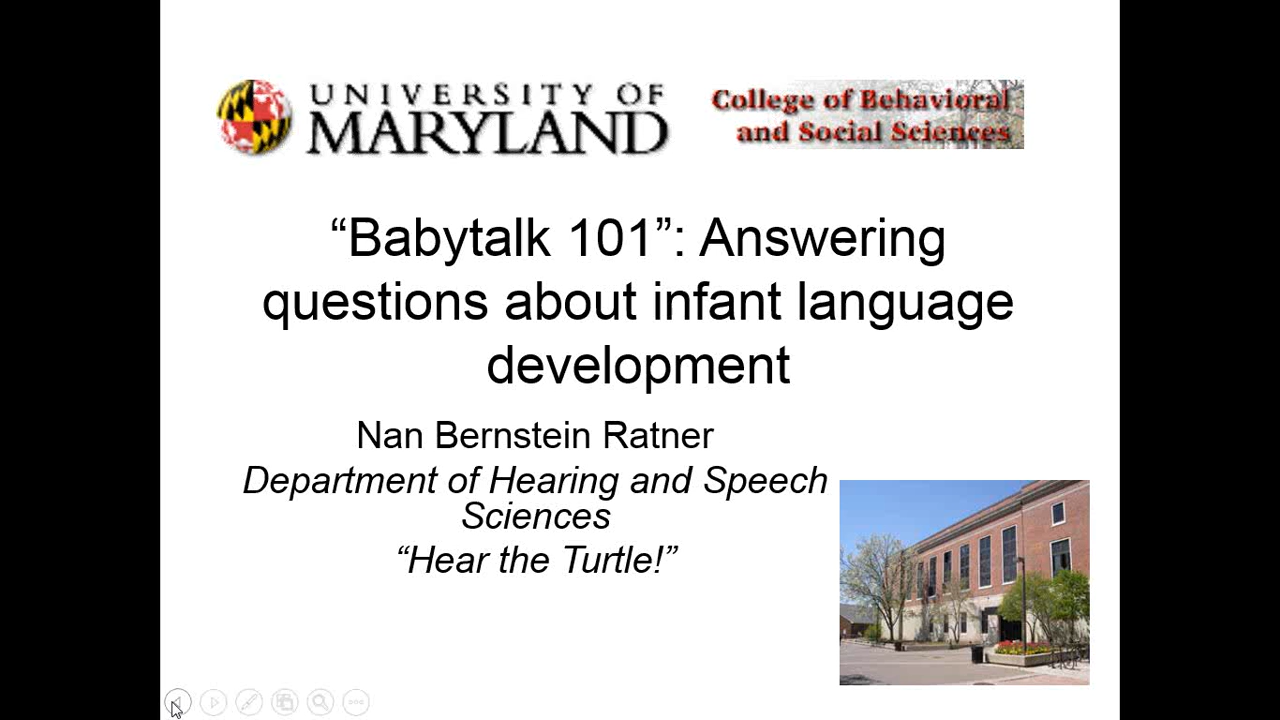 UNIVERSITY OF
MARYLAND
College of Behavioral
and Social Sciences
“Babytalk 101”: Answering
questions about infant language
development
Nan Bernstein Ratner
Department of Hearing and Speech
Sciences
“Hear the Turtle!”